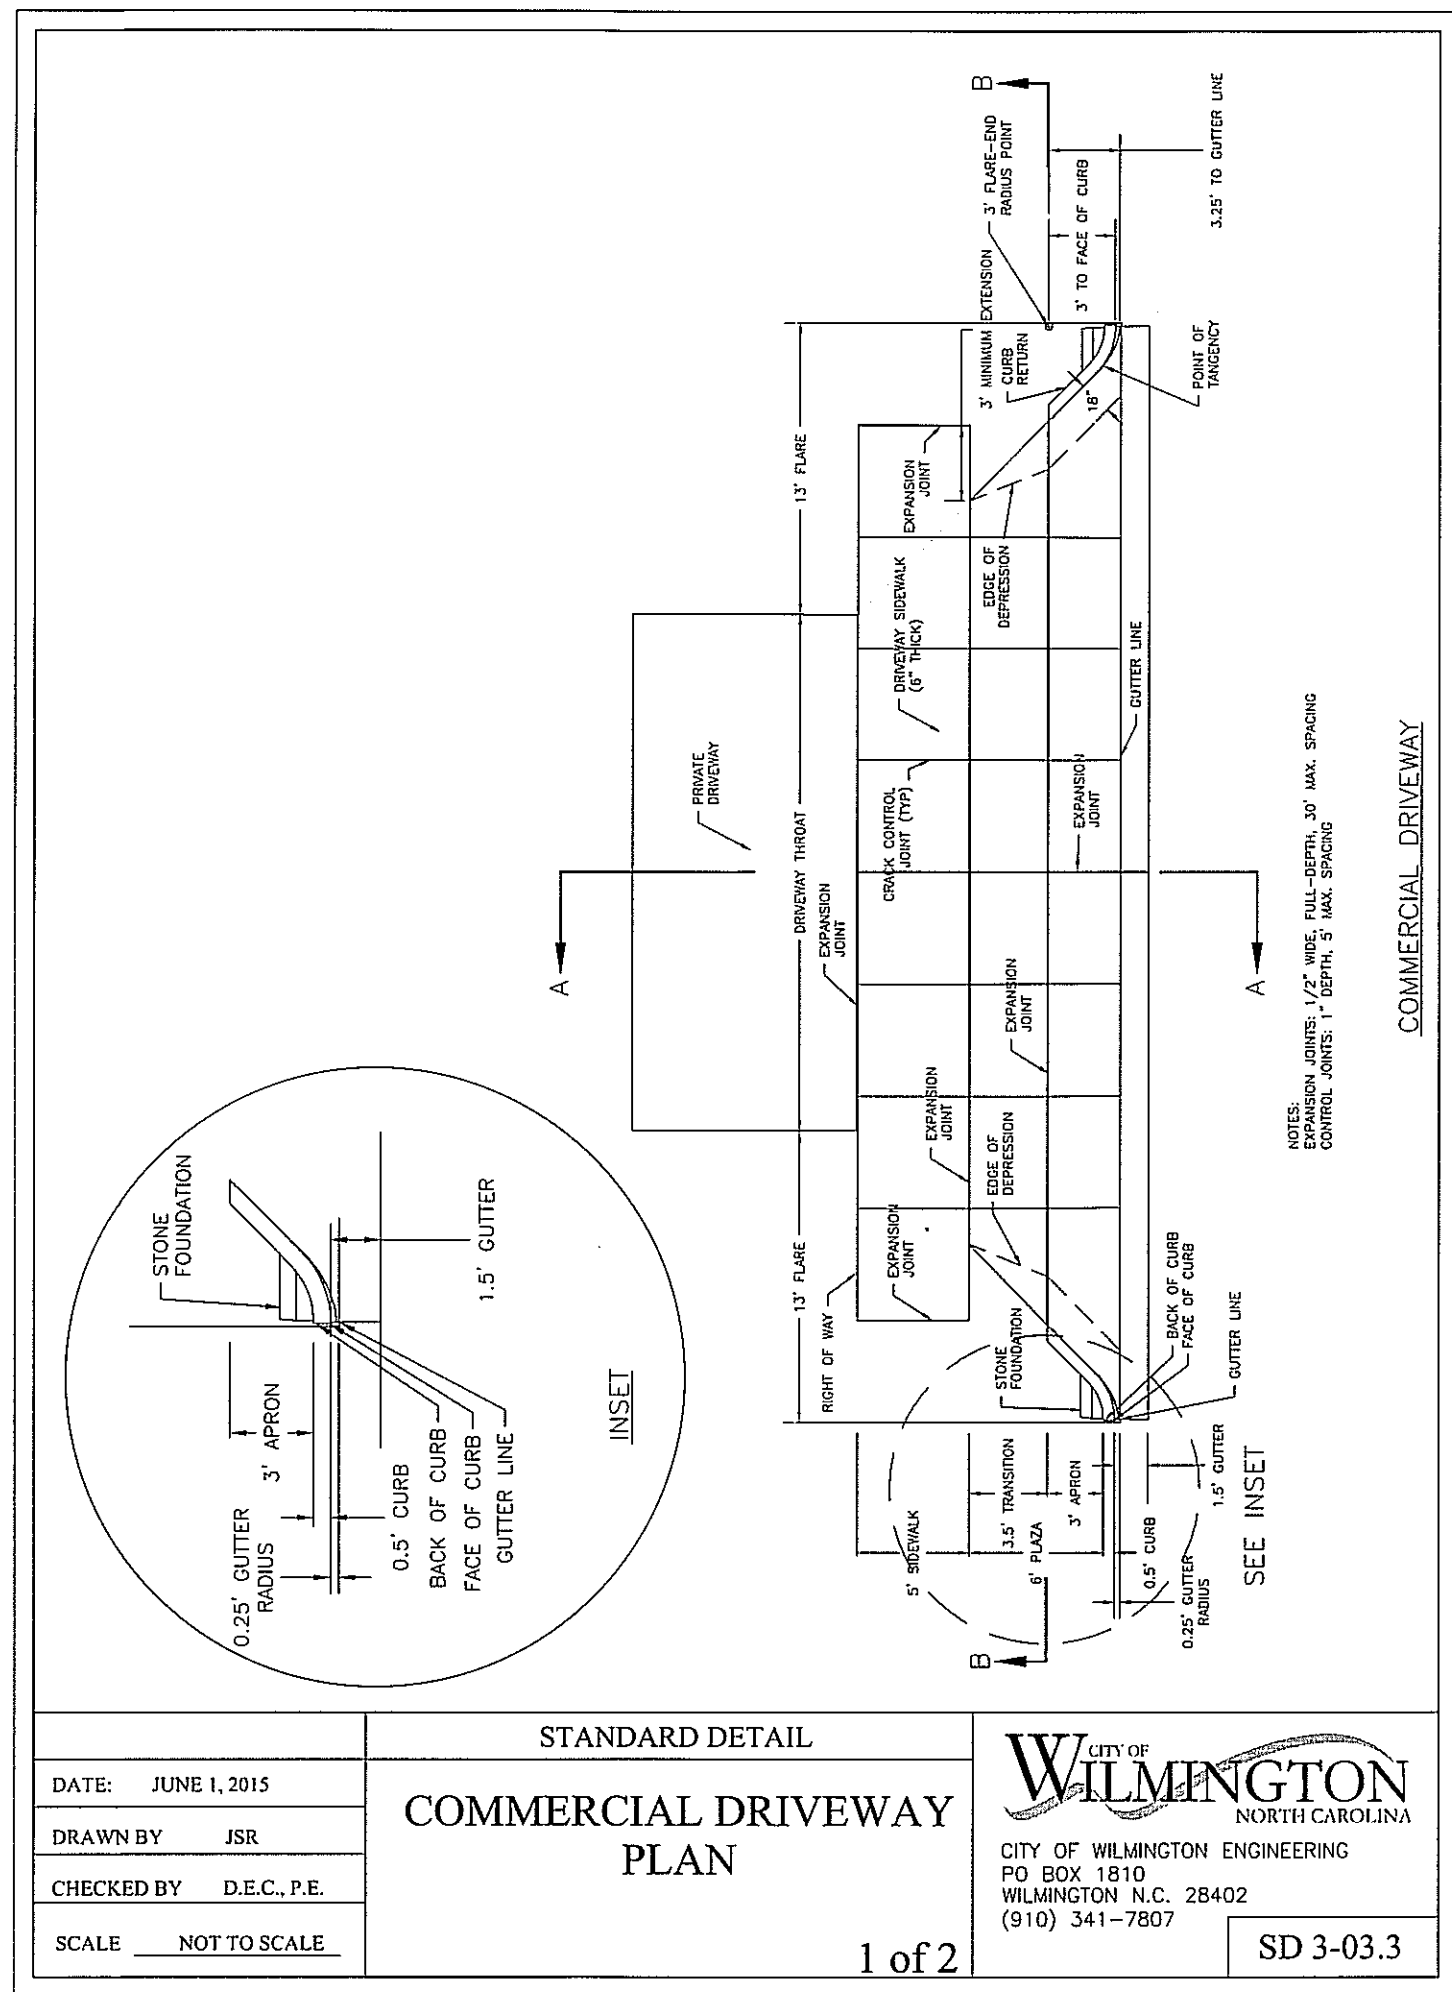 B
3' FLARE-END
RADIUS POINT
3.25' TO GUTTER LINE
3' TO FACE OF CURB
3' MINIMUM EXTENSION
CURB
RETURN
18"
POINT OF
TANGENCY
13' FLARE
EXPANSION
JOINT
EDGE OF
DEPRESSION
DRIVEWAY SIDEWALK
(6" THICK)
GUTTER LINE
PRIVATE
DRIVEWAY
CRACK CONTROL
JOINT (TYP)
EXPANSION
JOINT
DRIVEWAY THROAT
EXPANSION
JOINT
A
A
EXPANSION
JOINT
EXPANSION
JOINT
EDGE OF
DEPRESSION
EXPANSION
JOINT
13' FLARE
RIGHT OF WAY
STONE
FOUNDATION
BACK OF CURB
FACE OF CURB
GUTTER LINE
5' SIDEWALK
3.5' TRANSITION
6' PLAZA
3' APRON
0.5' CURB
0.25' GUTTER
RADIUS
1.5' GUTTER
SEE INSET
B
STONE
FOUNDATION
1.5' GUTTER
3' APRON
0.25' GUTTER
RADIUS
0.5' CURB
BACK OF CURB
FACE OF CURB
GUTTER LINE
INSET
NOTES:
EXPANSION JOINTS: 1/2" WIDE, FULL-DEPTH, 30' MAX. SPACING
CONTROL JOINTS: 1" DEPTH, 5' MAX. SPACING
COMMERCIAL DRIVEWAY
STANDARD DETAIL
DATE: JUNE 1, 2015
DRAWN BY JSR
CHECKED BY D.E.C., P.E.
SCALE NOT TO SCALE
COMMERCIAL DRIVEWAY
PLAN
1 of 2
CITY OF
WILMINGTON
NORTH CAROLINA
CITY OF WILMINGTON ENGINEERING
PO BOX 1810
WILMINGTON N.C. 28402
(910) 341-7807
SD 3-03.3